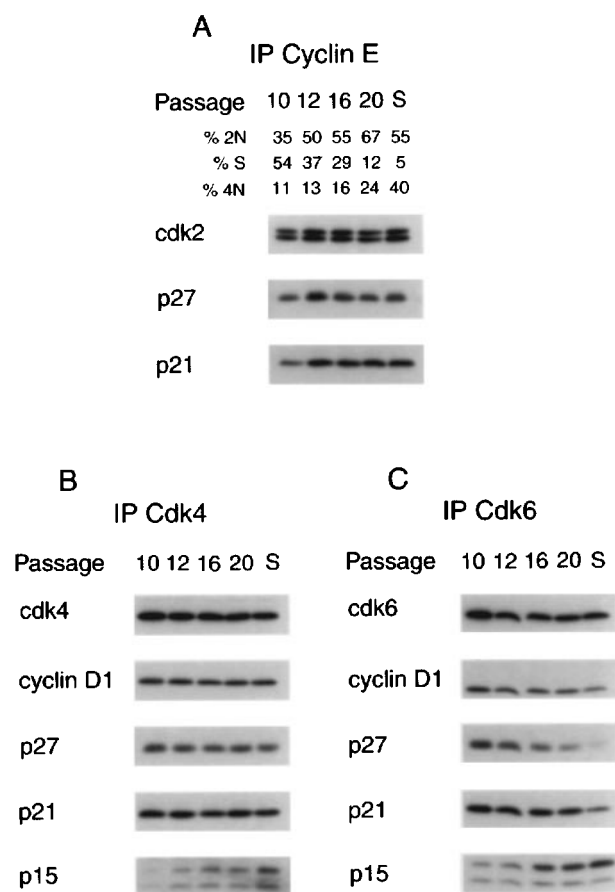 A
IP Cyclin E
Passage 10 12 16 20 S
% 2N 35 50 55 67 55
% S 54 37 29 12 5
% 4N 11 13 16 24 40
cdk2
p27
p21
B
IP Cdk4
Passage 10 12 16 20 S
cdk4
cyclin D1
p27
p21
p15
C
IP Cdk6
Passage 10 12 16 20 S
cdk6
cyclin D1
p27
p21
p15